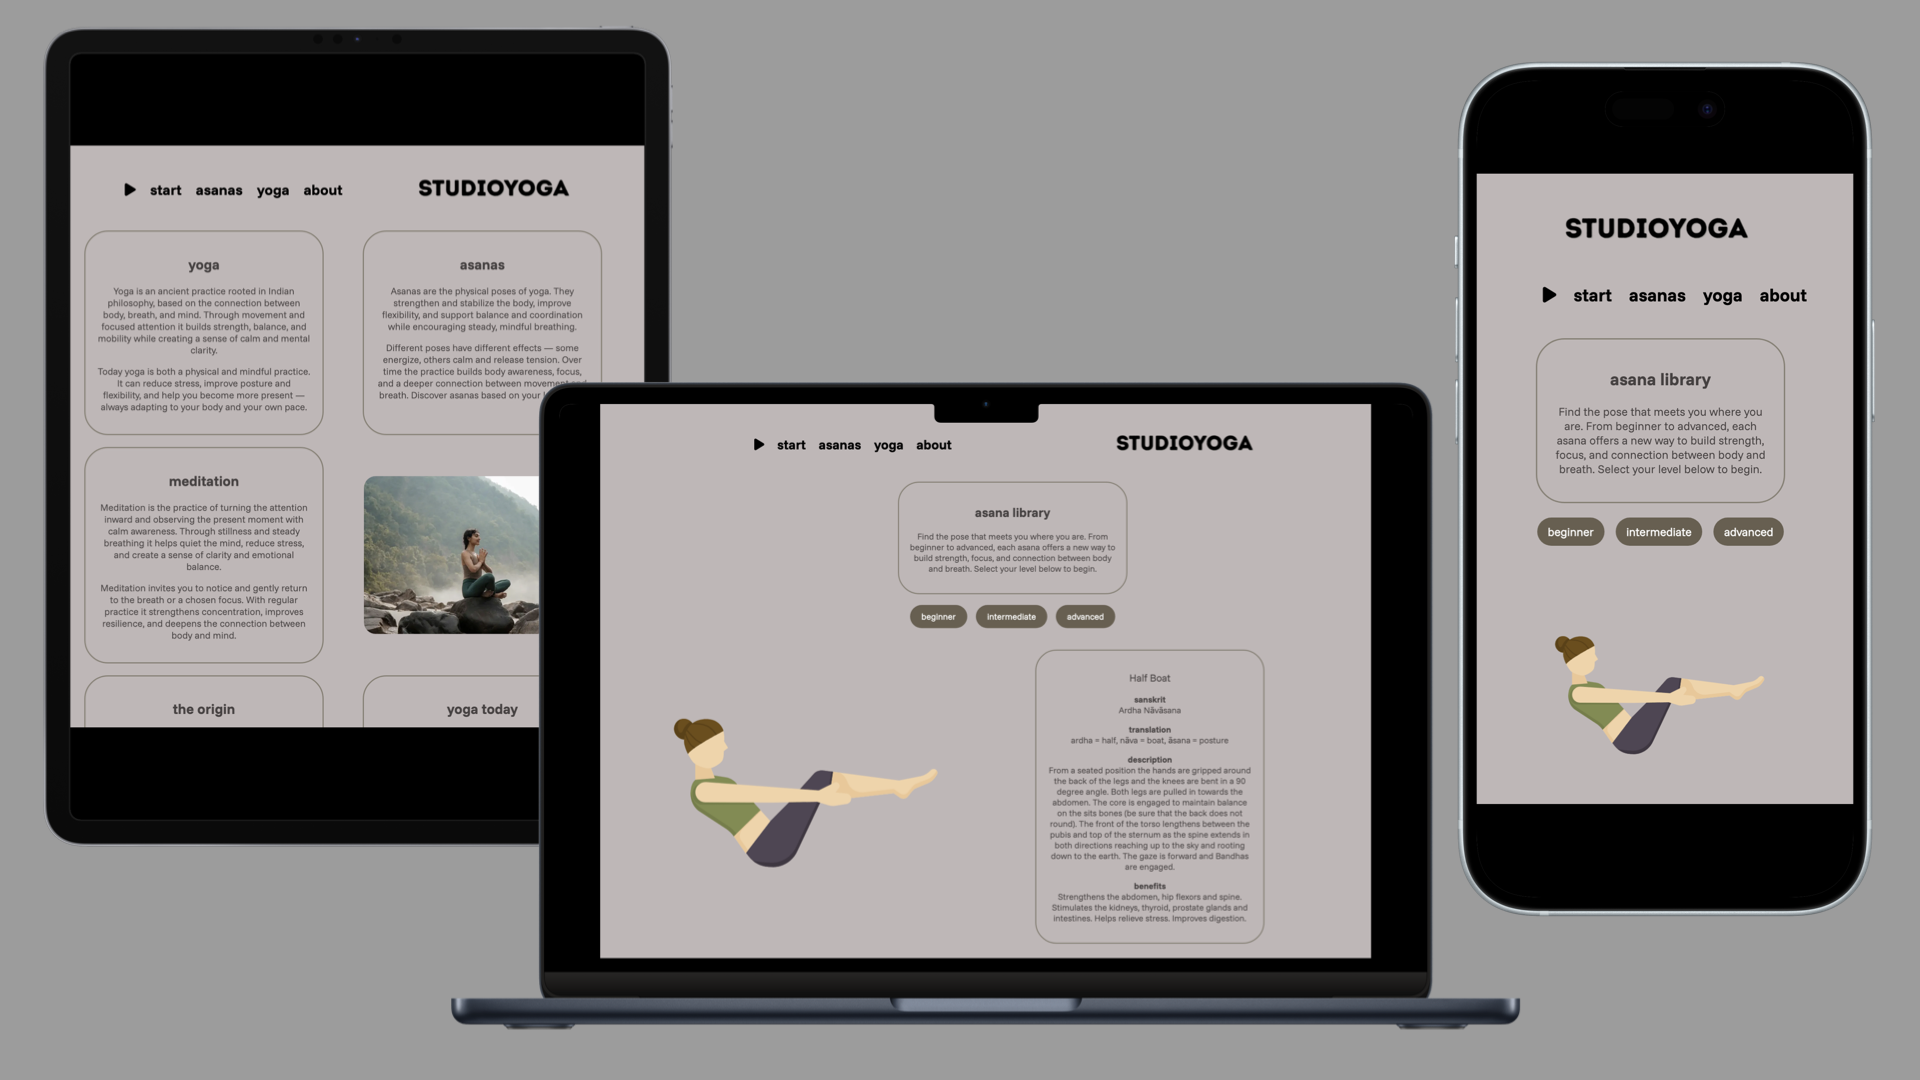 start asanas yoga about
STUDIOYOGA
yoga
Yoga is an ancient practice rooted in Indian
philosophy, based on the connection between
body, breath, and mind. Through movement and
focused attention it builds strength, balance, and
mobility while creating a sense of calm and mental
clarity.
Today yoga is both a physical and mindful practice.
It can reduce stress, improve posture and
flexibility, and help you become more present —
always adapting to your body and your own pace.
asanas
Asanas are the physical poses of yoga. They
strengthen and stabilize the body, improve
flexibility, and support balance and coordination
while encouraging steady, mindful breathing.
Different poses have different effects — some
energize, others calm and release tension. Over
time the practice builds body awareness, focus,
and a deeper connection between movement and
breath. Discover asanas based on your
meditation
Meditation is the practice of turning the attention
inward and observing the present moment with
calm awareness. Through stillness and steady
breathing it helps quiet the mind, reduce stress,
and create a sense of clarity and emotional
balance.
Meditation invites you to notice and gently return
to the breath or a chosen focus. With regular
practice it strengthens concentration, improves
resilience, and deepens the connection between
body and mind.
the origin
yoga today
start asanas yoga about
STUDIOYOGA
asana library
Find the pose that meets you where you are. From
beginner to advanced, each asana offers a new way to
build strength, focus, and connection between body
and breath. Select your level below to begin.
beginner intermediate advanced
Half Boat
sanskrit
Ardha Nāvāsana
translation
ardha = half, nāva = boat, āsana = posture
description
From a seated position the hands are gripped around
the back of the legs and the knees are bent in a 90
degree angle. Both legs are pulled in towards the
abdomen. The core is engaged to maintain balance
on the sits bones (be sure that the back does not
round). The front of the torso lengthens between the
pubis and top of the sternum as the spine extends in
both directions reaching up to the sky and rooting
down to the earth. The gaze is forward and Bandhas
are engaged.
benefits
Strengthens the abdomen, hip flexors and spine.
Stimulates the kidneys, thyroid, prostate glands and
intestines. Helps relieve stress. Improves digestion.
STUDIOYOGA
start asanas yoga about
asana library
Find the pose that meets you where you
are. From beginner to advanced, each
asana offers a new way to build strength,
focus, and connection between body and
breath. Select your level below to begin.
beginner intermediate advanced